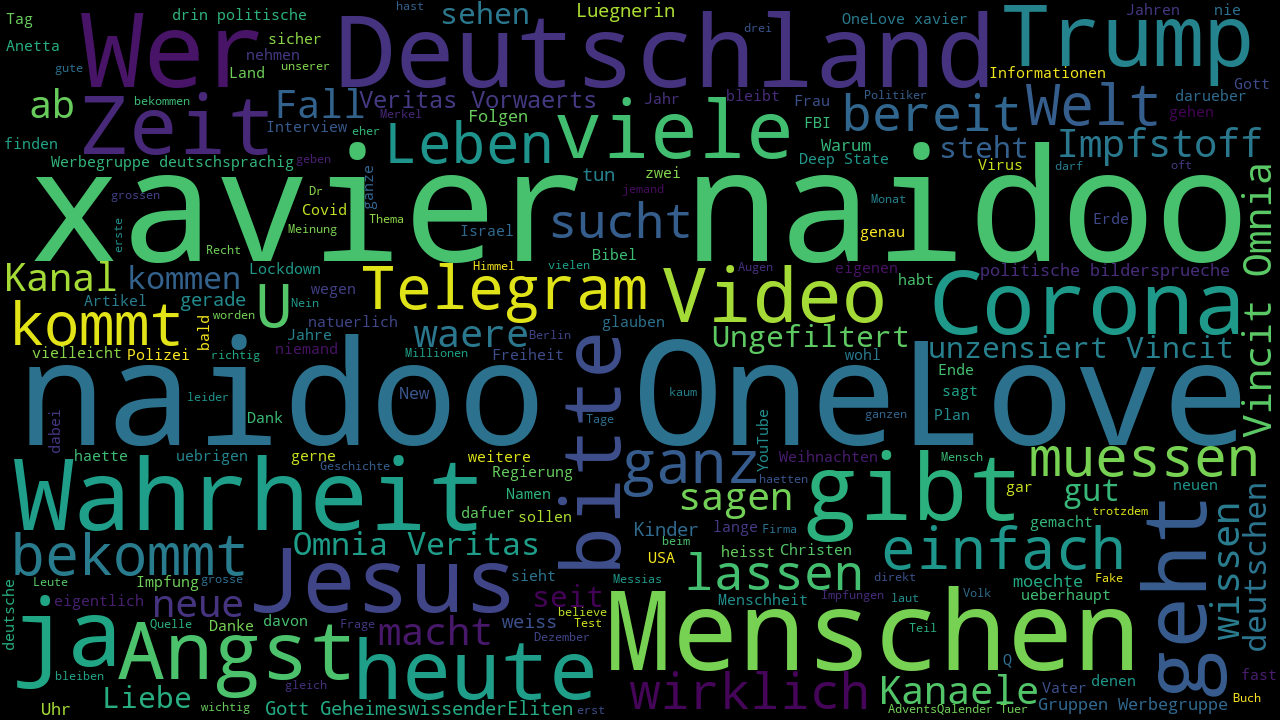 Tag
drin politische
hast
sehen
Luegnerin
OneLove xavier
Jahren
nie
Anetta
Wer
sicher
Deutschland
drei
Trump
gute
nehmen
Land
unserer
Informationen
Gott
ab
Zeit
bekommen
Fall
Veritas Vorwaerts
Jahr
bleibt
Frau
Politiker
bereit
Welt
darueber
gehen
finden
Interview
Merkel
Folgen
viele
FBI
Warum
steht
Impfstoff
Werbegruppe deutschsprachig
geben
eher
Leben
Deep State
Virus
darf
oft
xavier naidoo
grossen
Dr
ganze
tun
zwei
jemand
Monat
Covid
Thema
sucht
Erde
erste
Meinung
Israel
genau
Recht
Bibel
Omnia
Kanal
kommen
Lockdown
Himmel
vielen
Augen
eigenen
politische bildersprueche
Artikel
gerade
U
wegen
Telegram
Video
habt
Corona
kommt
worden
Nein
natuerlich
waere
glauben
Ungefiltert
bald
Jahre
Berlin
vielleicht
Polizei
richtig
niemand
Millionen
Freiheit
wohl
unzensiert Vincit
Vincit
naidoo OneLove
bitte
Ende
leider
New
kaum
sagt
dabei
Dank
Tage
YouTube
ganzen
Plan
haette
uebrigen
gerne
weitere
ganz
Weihnachten
Mensch
muessen
Wahrheit
Geschichte
Regierung
haetten
gibt
gar
gut
neuen
Namen
sagen
dafuer
sollen
Kinder
lange
Firma
gemacht
trotzdem
geht
wissen
deutschen
bekommt
Omnia Veritas
beim
USA
heisst
Christen
einfach
deutsche
Leute
Impfung
grosse
Jesus
sieht
Messias
lassen
direkt
moechte
Fake
eigentlich
neue
seit
Menschheit
Impfungen
laut
Volk
ueberhaupt
ja
Quelle
Danke
davon
Frage
weiss
believe
Test
Menschen
Teil
Angst
macht
Dezember
heute
Q
bleiben
gleich
wirklich
Kanaele
Vater
denen
fast
Liebe
wichtig
Buch
Uhr
Gott GeheimeswissenderEliten
erst
AdventsQalender Tuer
Gruppen Werbegruppe